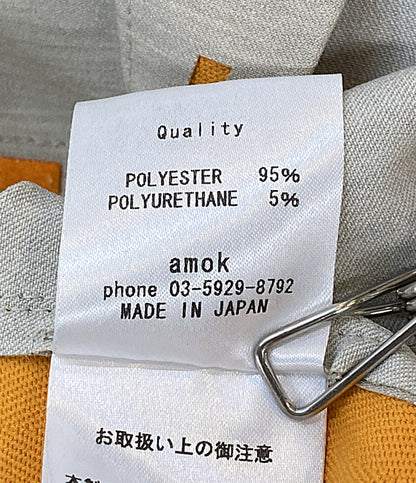 Quality
POLYESTER 95%
POLYURETHANE 5%
amok
phone 03-5929-8792
MADE IN JAPAN
お取扱い上の御注意